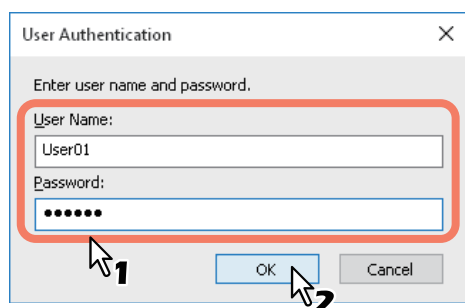 User Authentication
Enter user name and password.
User Name:
User01
Password:
••••••
1
OK
Cancel
2